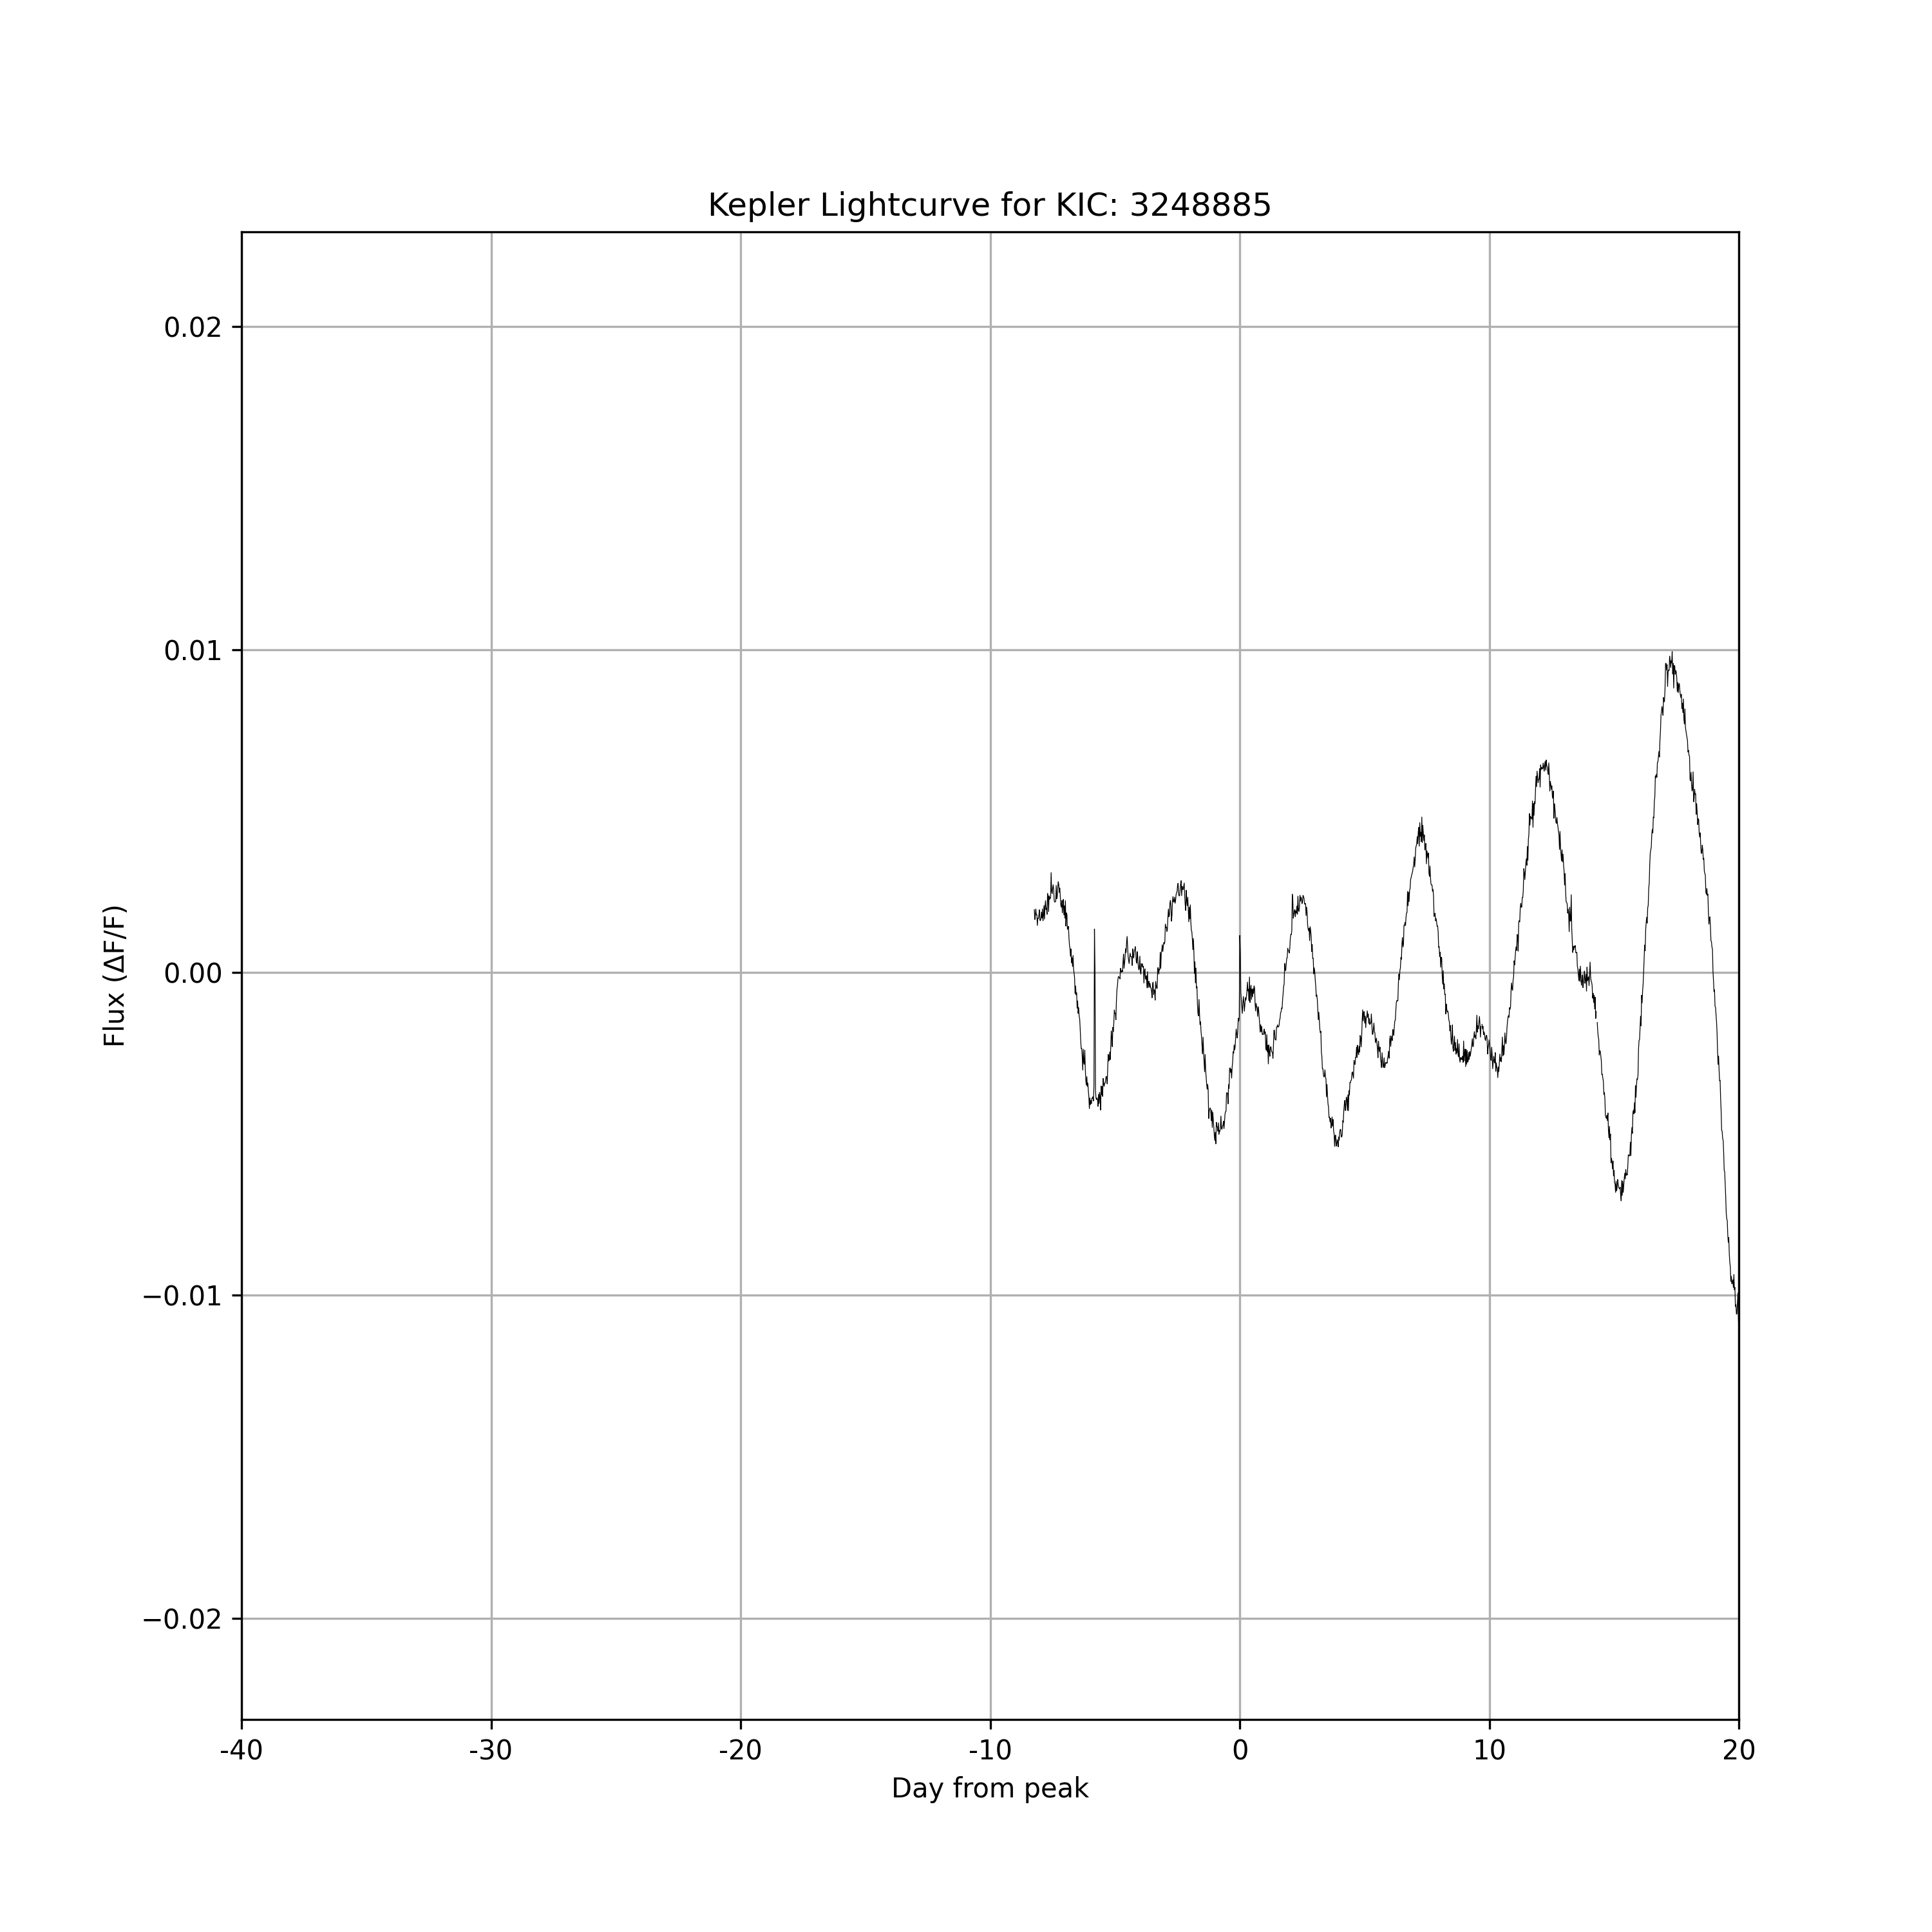 Kepler Lightcurve for KIC: 3248885
0.02
0.01
0.00
−0.01
−0.02
Flux (ΔF/F)
-40 -30 -20 -10 0 10 20
Day from peak